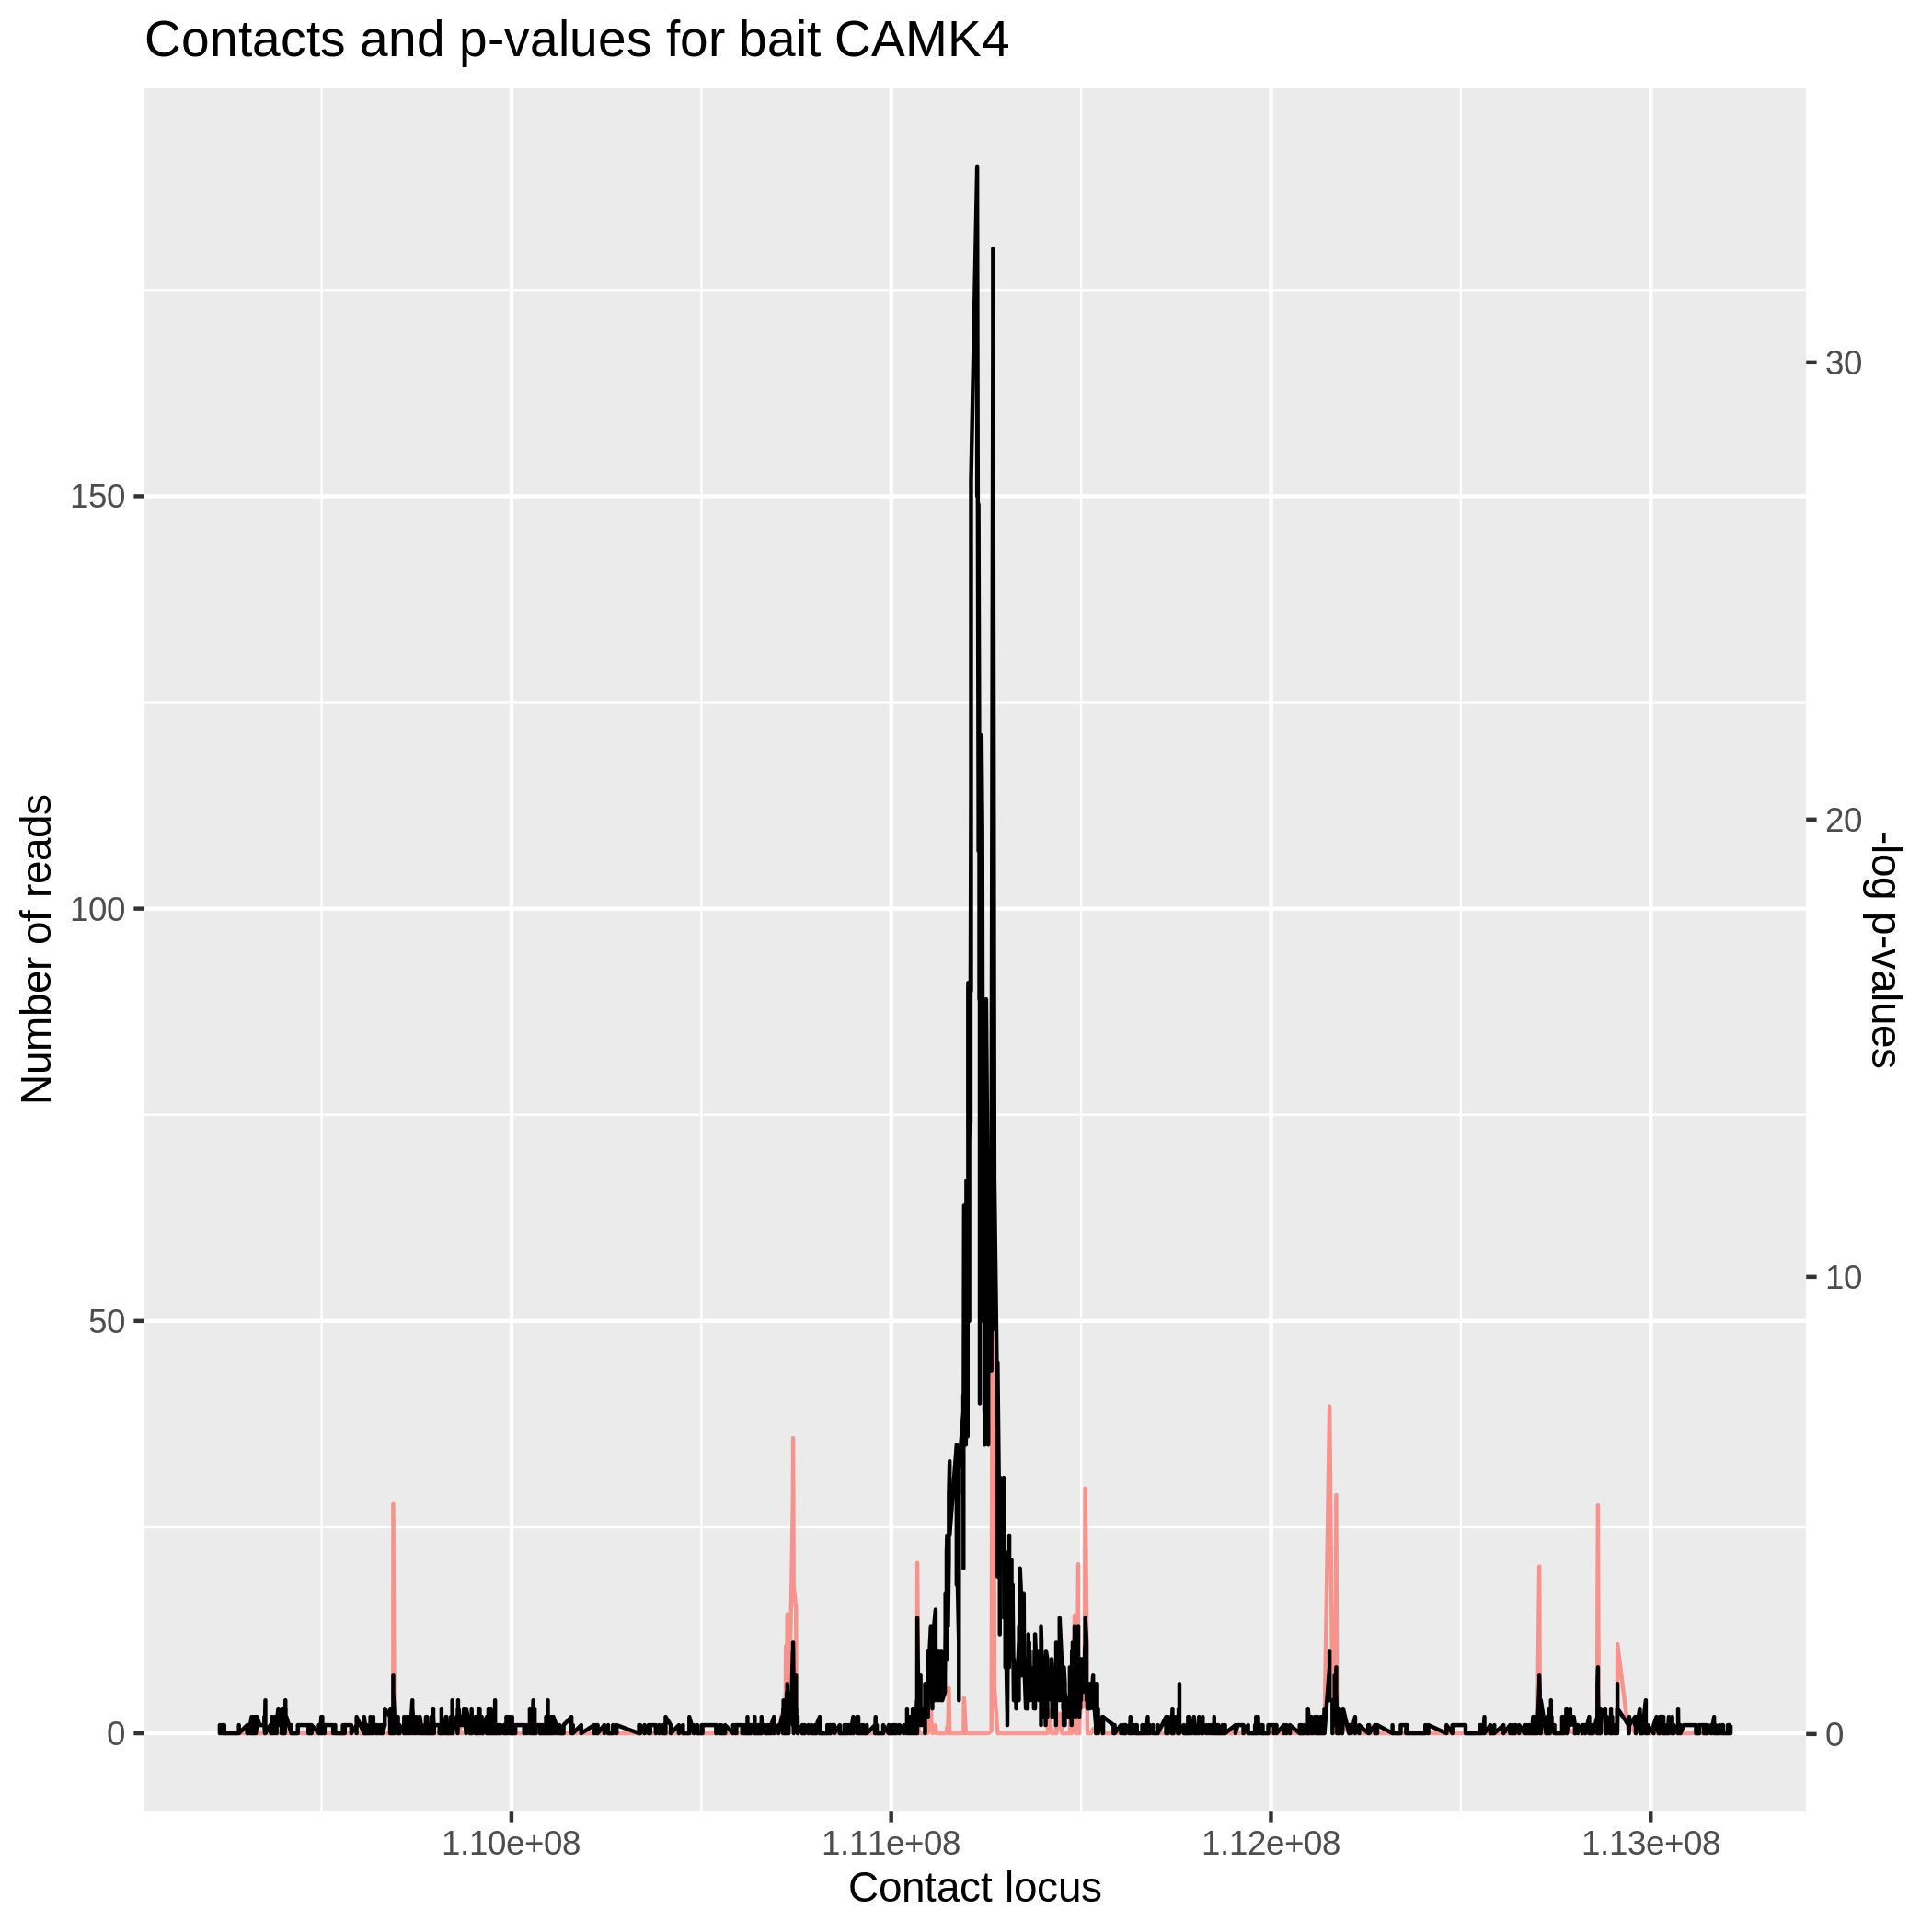 Contacts and p-values for bait CAMK4
Number of reads
150
100
50
0
30
20
10
0
-log p-values
1.10e+08
1.11e+08
1.12e+08
1.13e+08
Contact locus